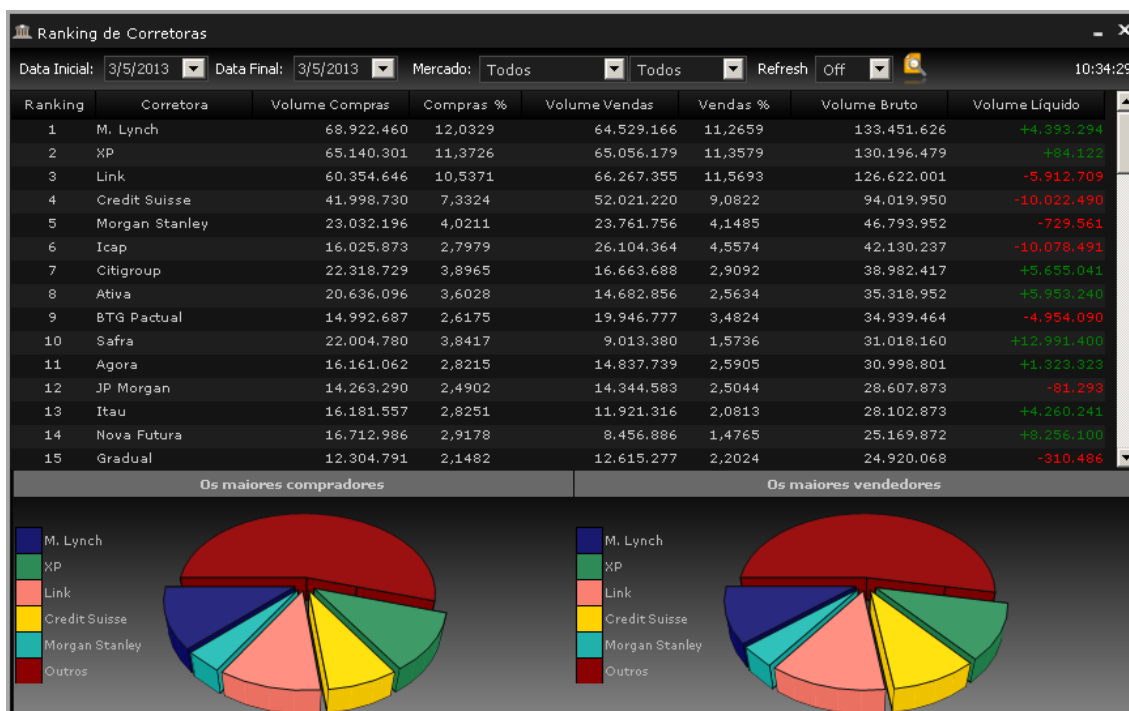 Ranking de Corretoras
Data Inicial: 3/5/2013 Data Final: 3/5/2013 Mercado: Todos Todos Refresh Off 10:34:29
Ranking Corretora Volume Compras Compras % Volume Vendas Vendas % Volume Bruto Volume Líquido
1 M. Lynch 68.922.460 12,0329 64.529.166 11,2659 133.451.626 +4.393.294
2 XP 65.140.301 11,3726 65.056.179 11,3579 130.196.479 +84.122
3 Link 60.354.646 10,5371 66.267.355 11,5693 126.622.001 -5.912.709
4 Credit Suisse 41.998.730 7,3324 52.021.220 9,0822 94.019.950 -10.022.490
5 Morgan Stanley 23.032.196 4,0211 23.761.756 4,1485 46.793.952 -729.561
6 Icap 16.025.873 2,7979 26.104.364 4,5574 42.130.237 -10.078.491
7 Citigroup 22.318.729 3,8965 16.663.688 2,9092 38.982.417 +5.655.041
8 Ativa 20.636.096 3,6028 14.682.856 2,5634 35.318.952 +5.953.240
9 BTG Pactual 14.992.687 2,6175 19.946.777 3,4824 34.939.464 -4.954.090
10 Safra 22.004.780 3,8417 9.013.380 1,5736 31.018.160 +12.991.400
11 Agora 16.161.062 2,8215 14.837.739 2,5905 30.998.801 +1.323.323
12 JP Morgan 14.263.290 2,4902 14.344.583 2,5044 28.607.873 -81.293
13 Itau 16.181.557 2,8251 11.921.316 2,0813 28.102.873 +4.260.241
14 Nova Futura 16.712.986 2,9178 8.456.886 1,4765 25.169.872 +8.256.100
15 Gradual 12.304.791 2,1482 12.615.277 2,2024 24.920.068 -310.486
Os maiores compradores Os maiores vendedores
M. Lynch
XP
Link
Credit Suisse
Morgan Stanley
Outros
M. Lynch
XP
Link
Credit Suisse
Morgan Stanley
Outros